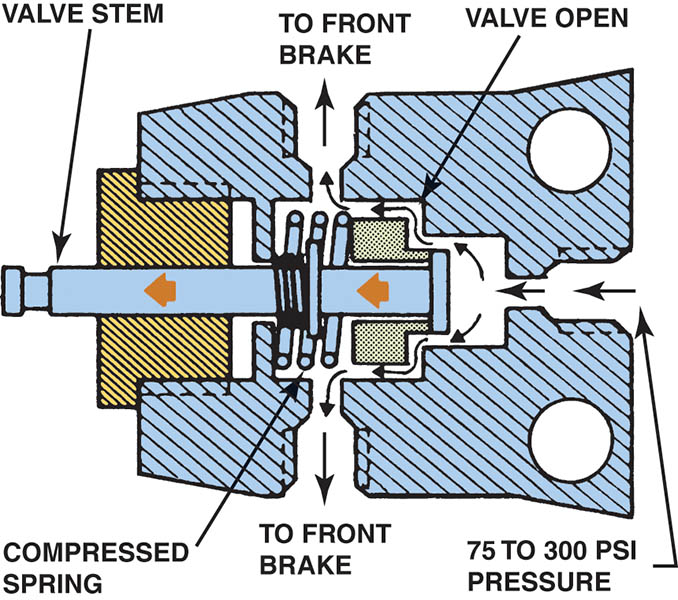 VALVE STEM
TO FRONT
BRAKE
VALVE OPEN
COMPRESSED
SPRING
TO FRONT
BRAKE
75 TO 300 PSI
PRESSURE